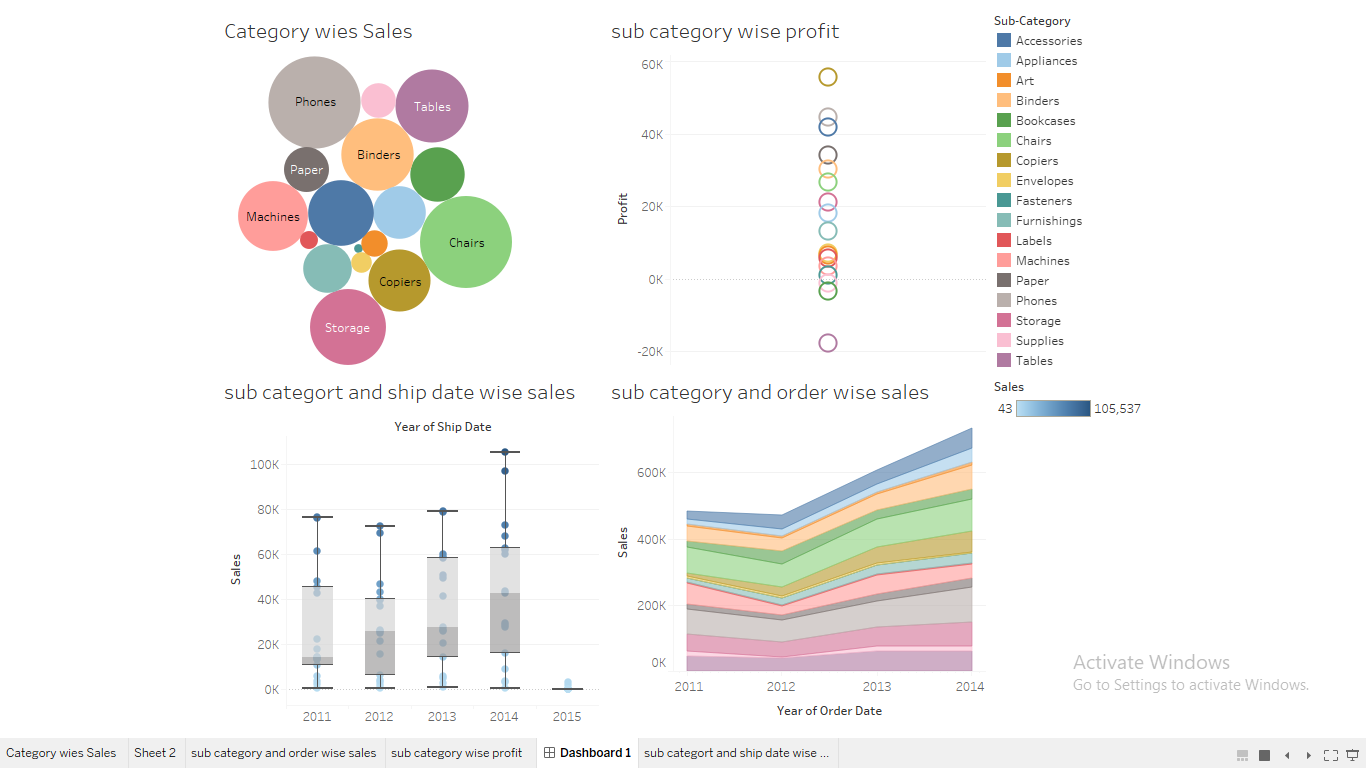 Category wies Sales
Phones
Tables
Binders
Paper
Machines
Chairs
Copiers
Storage
sub category wise profit
60K
40K
20K
0K
-20K
Profit
Sub-Category
Accessories
Appliances
Art
Binders
Bookcases
Chairs
Copiers
Envelopes
Fasteners
Furnishings
Labels
Machines
Paper
Phones
Storage
Supplies
Tables
Sales
43 105,537
sub categort and ship date wise sales
Year of Ship Date
100K
80K
60K
40K
20K
0K
Sales
2011 2012 2013 2014 2015
sub category and order wise sales
600K
400K
200K
0K
Sales
2011 2012 2013 2014
Year of Order Date
Activate Windows
Go to Settings to activate Windows.
Category wies Sales Sheet 2 sub category and order wise sales sub category wise profit Dashboard 1 sub categort and ship date wise ...